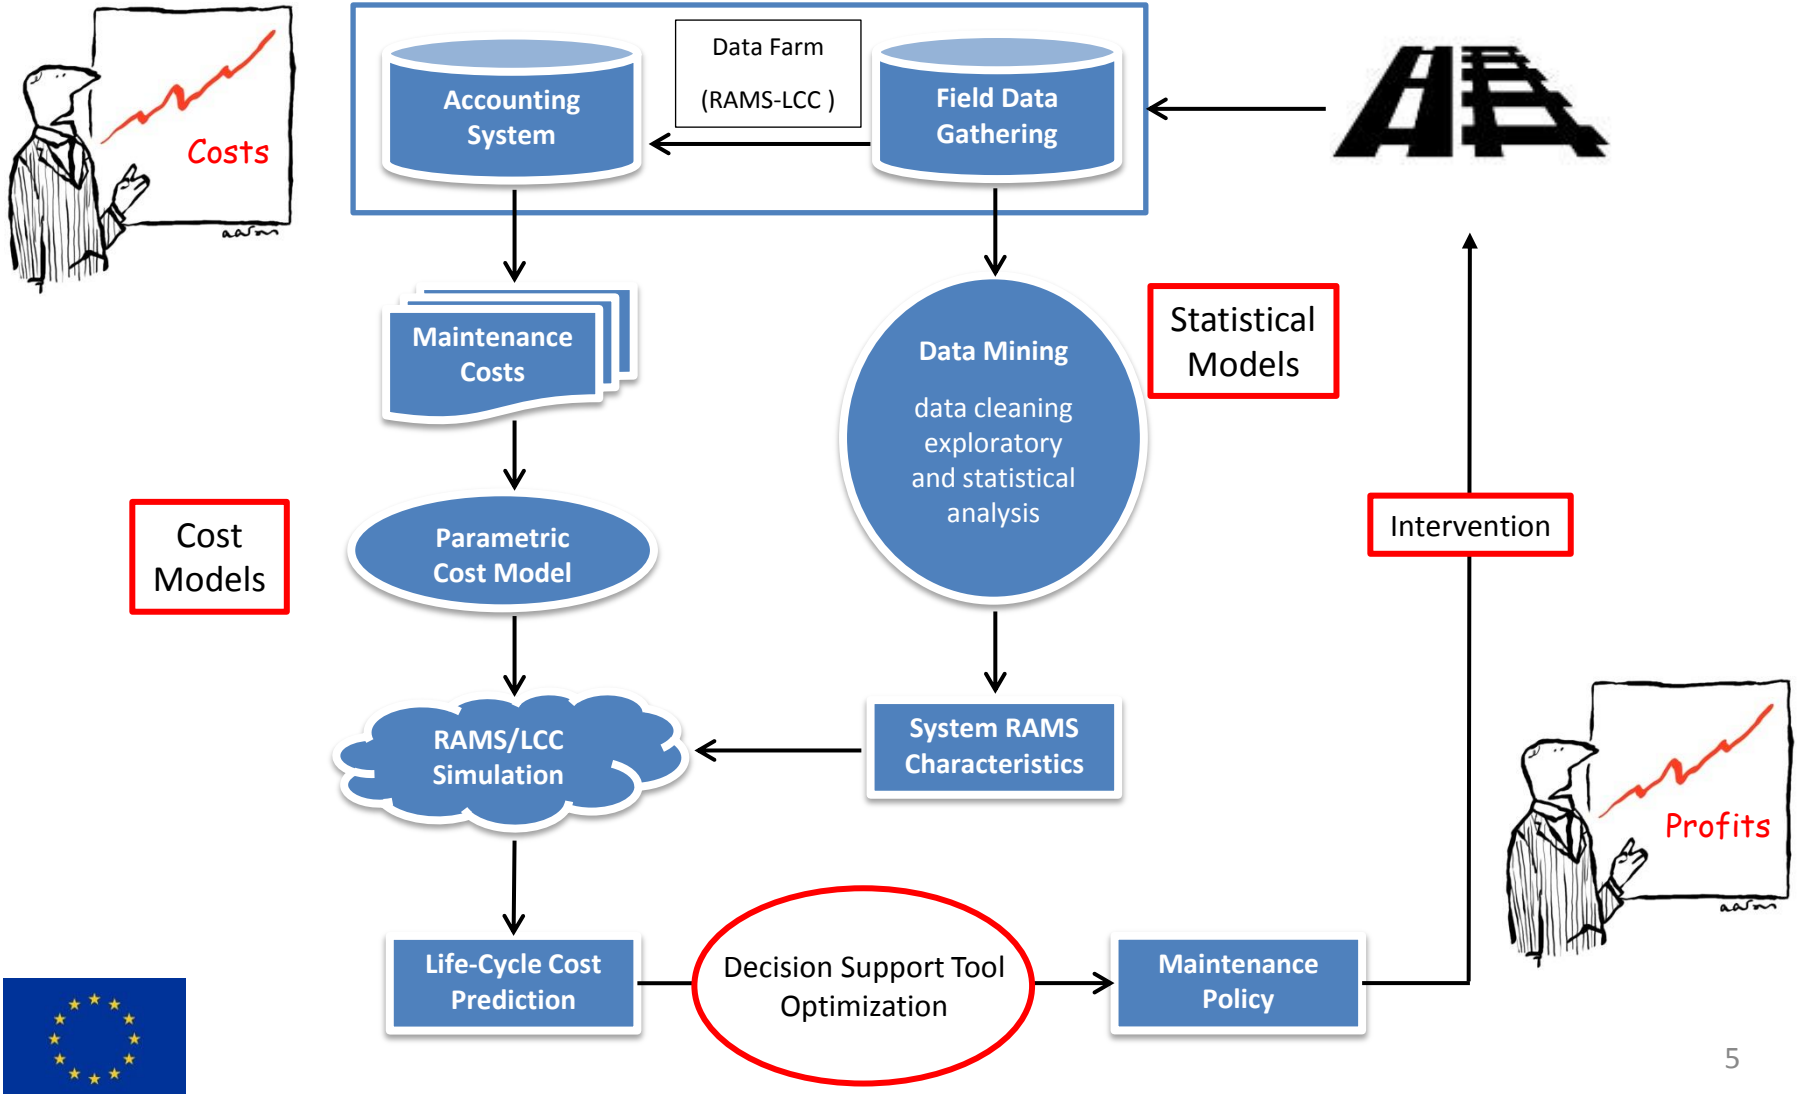 Costs
aaron
Data Farm
(RAMS-LCC )
Accounting
System
Field Data
Gathering
Maintenance
Costs
Data Mining
data cleaning
exploratory
and statistical
analysis
Statistical
Models
Cost
Models
Parametric
Cost Model
Intervention
RAMS/LCC
Simulation
System RAMS
Characteristics
Profits
aaron
Life-Cycle Cost
Prediction
Decision Support Tool
Optimization
Maintenance
Policy
5